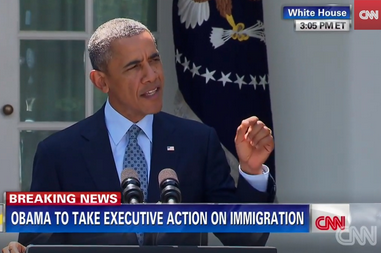 White House
CNN
3:05 PM ET
BREAKING NEWS
OBAMA TO TAKE EXECUTIVE ACTION ON IMMIGRATION
CNN
CNN